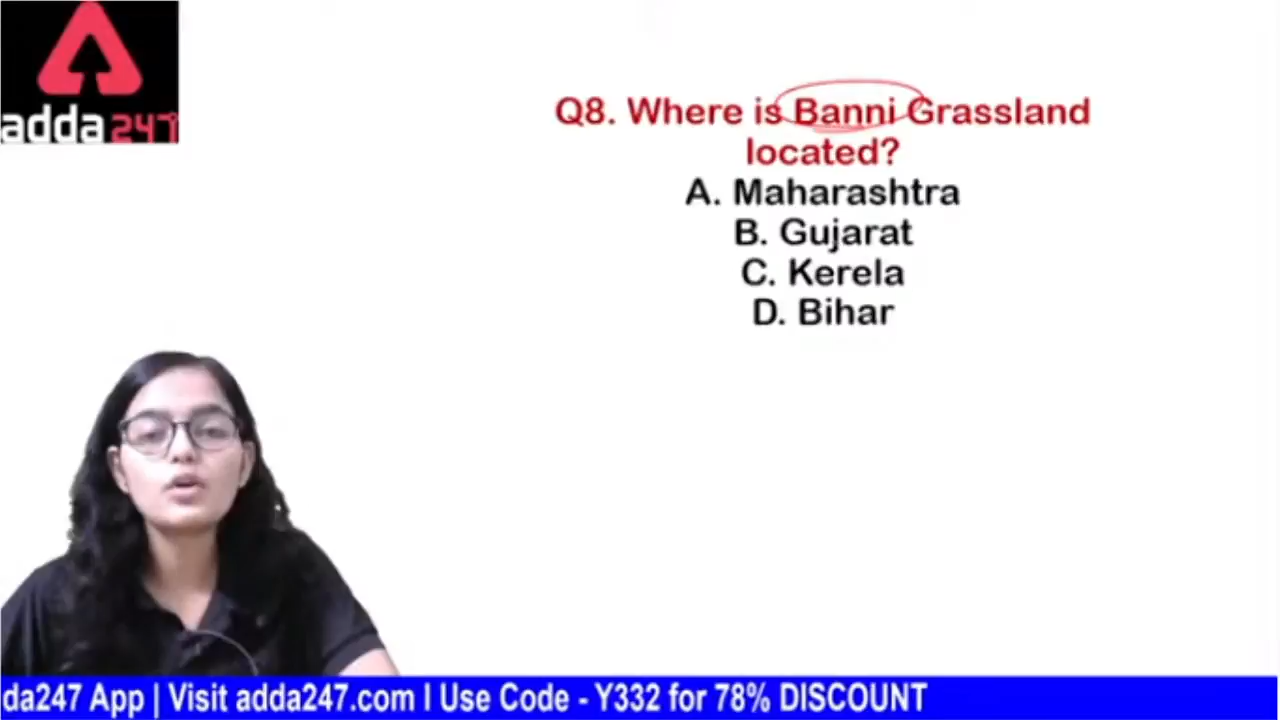 adda247
Q8. Where is Banni Grassland
located?
A. Maharashtra
B. Gujarat
C. Kerela
D. Bihar
da247 App | Visit adda247.com l Use Code - Y332 for 78% DISCOUNT